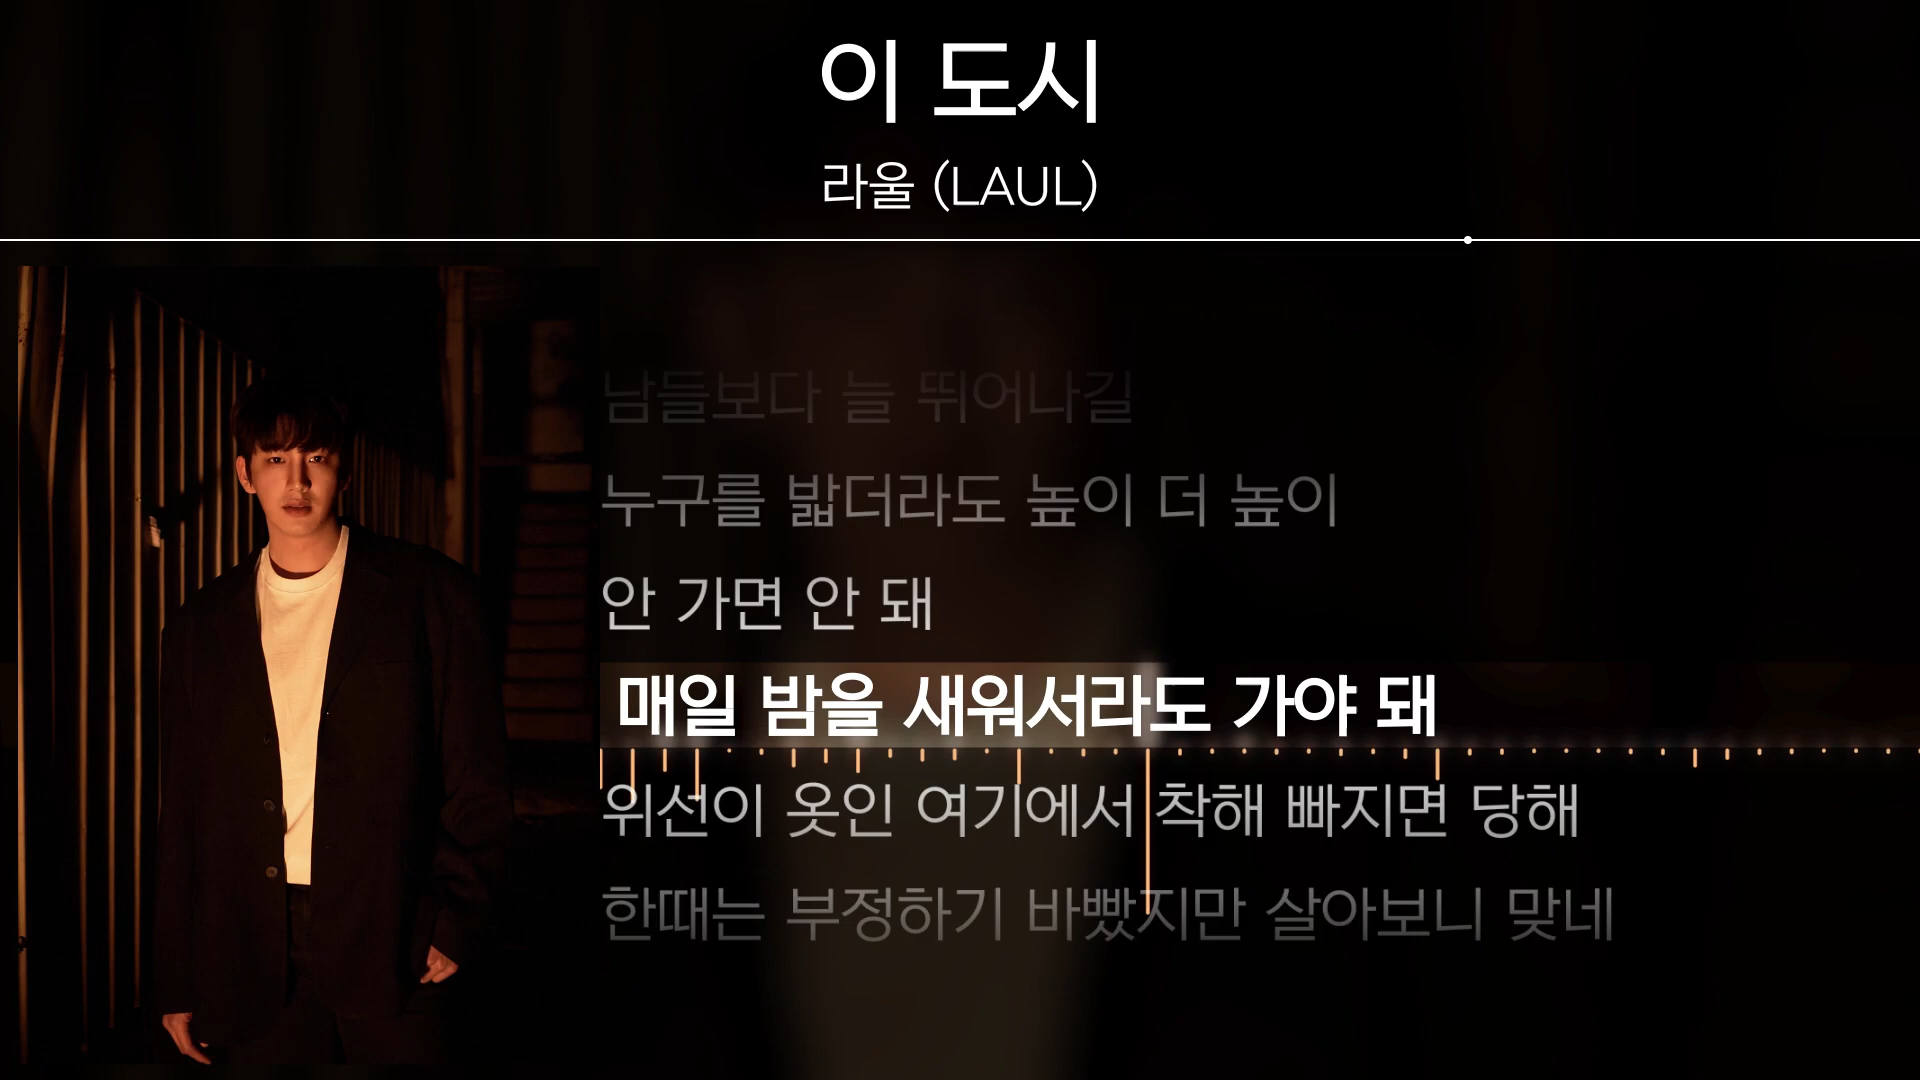 이 도시
라울 (LAUL)
남들보다 늘 뛰어나길
누구를 밟더라도 높이 더 높이
안 가면 안 돼
매일 밤을 새워서라도 가야 돼
위선이 옷인 여기에서 착해 빠지면 당해
한때는 부정하기 바빴지만 살아보니 맞네